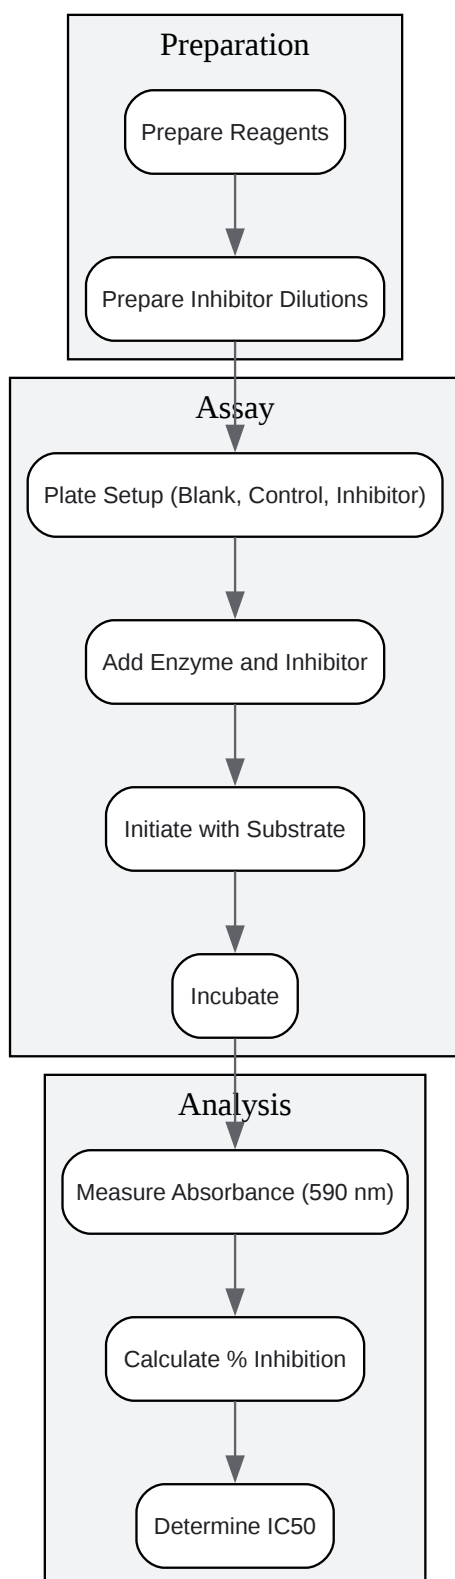 Preparation
Prepare Reagents
Prepare Inhibitor Dilutions
Assay
Plate Setup (Blank, Control, Inhibitor)
Add Enzyme and Inhibitor
Initiate with Substrate
Incubate
Analysis
Measure Absorbance (590 nm)
Calculate % Inhibition
Determine IC50